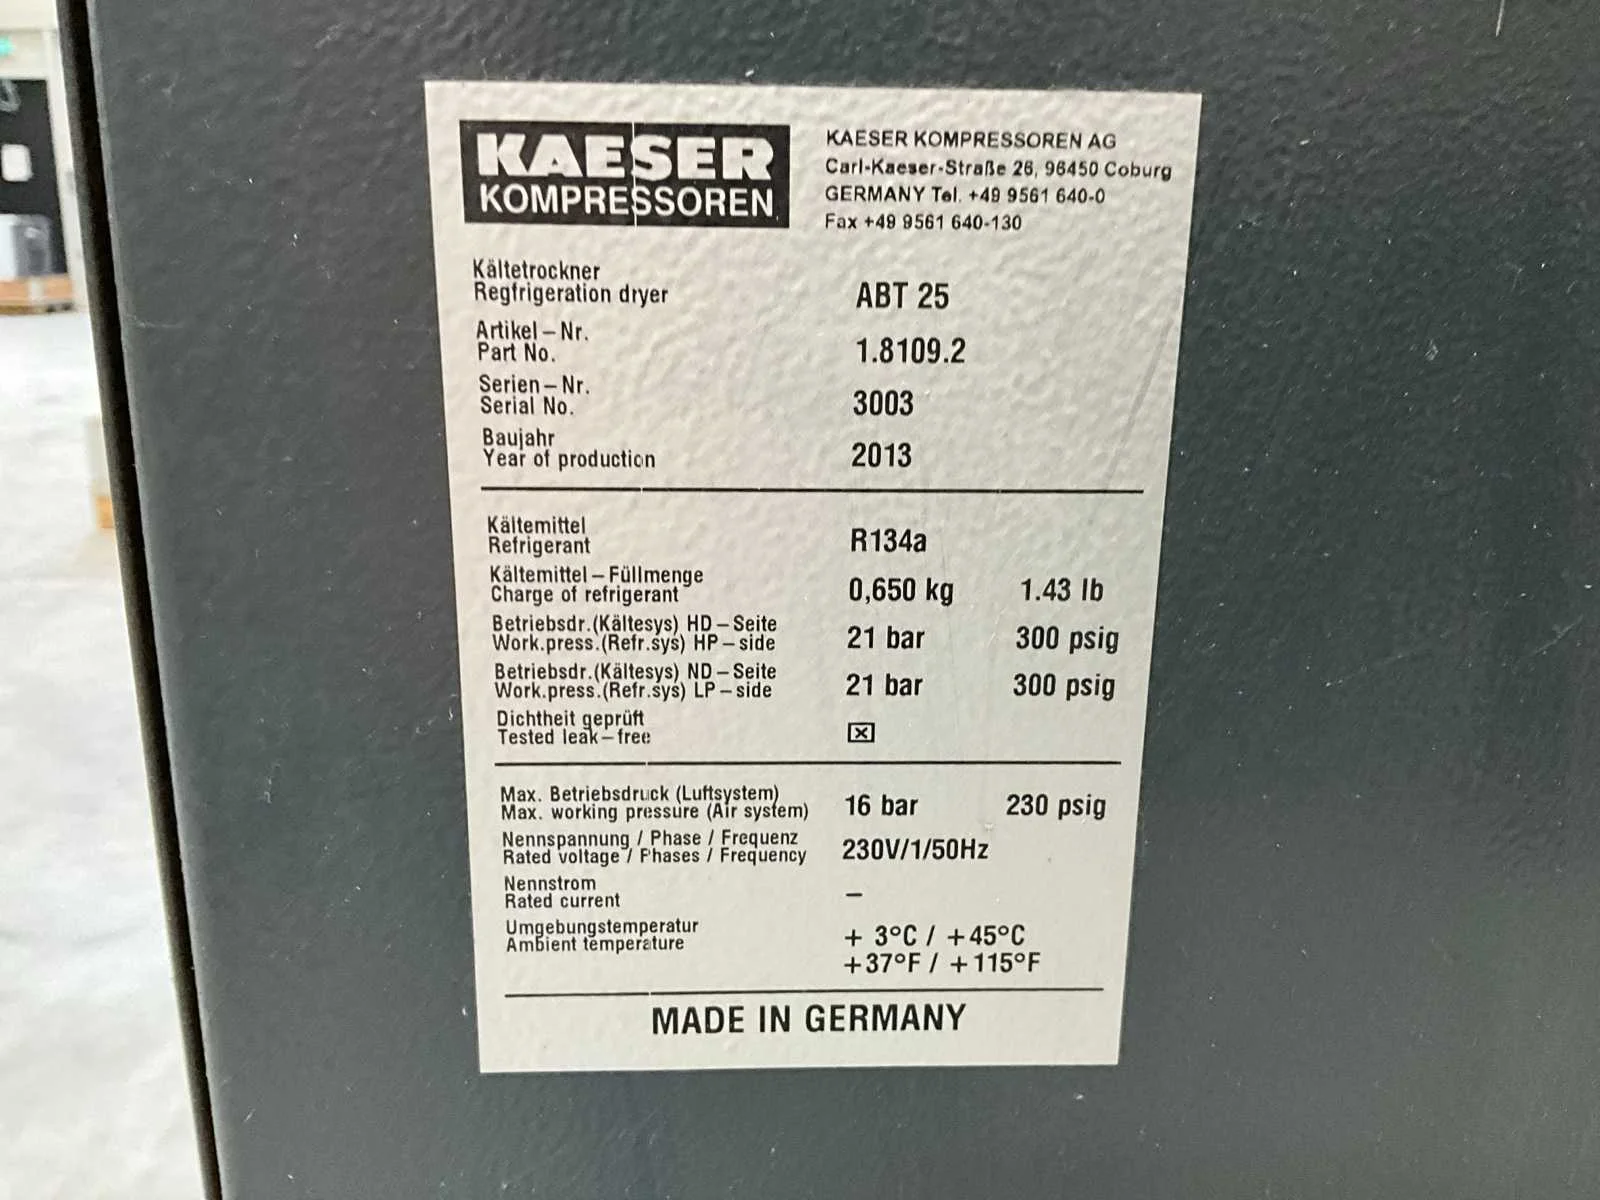 KAESER
KOMPRESSOREN
KAESER KOMPRESSOREN AG
Carl-Kaeser-Straße 26, 96450 Coburg
GERMANY Tel. +49 9561 640-0
Fax +49 9561 640-130
Kältetrockner
Regfrigeration dryer
ABT 25
Artikel – Nr.
Part No.
1.8109.2
Serien – Nr.
Serial No.
3003
Baujahr
Year of production
2013
Kältemittel
Refrigerant
R134a
Kältemittel – Füllmenge
Charge of refrigerant
0,650 kg 1.43 lb
Betriebsdr.(Kältesys) HD – Seite
Work.press.(Refr.sys) HP – side
21 bar 300 psig
Betriebsdr.(Kältesys) ND – Seite
Work.press.(Refr.sys) LP – side
21 bar 300 psig
Dichtheit geprüft
Tested leak – free
☒
Max. Betriebsdruck (Luftsystem)
Max. working pressure (Air system)
16 bar 230 psig
Nennspannung / Phase / Frequenz
Rated voltage / Phases / Frequency
230V/1/50Hz
Nennstrom
Rated current
–
Umgebungstemperatur
Ambient temperature
+ 3°C / +45°C
+37°F / +115°F
MADE IN GERMANY